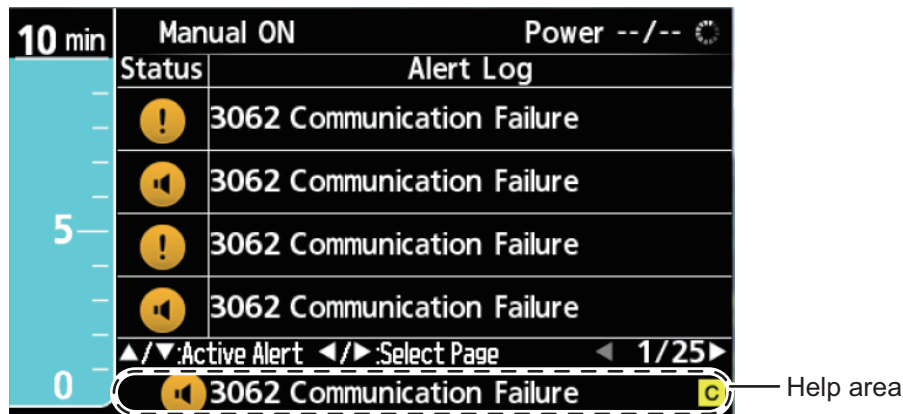 10 min
Manual ON Power --/--
Status Alert Log
3062 Communication Failure
3062 Communication Failure
5
3062 Communication Failure
3062 Communication Failure
▲/▼:Active Alert ◀/▶:Select Page ◀ 1/25▶
0
3062 Communication Failure C
Help area